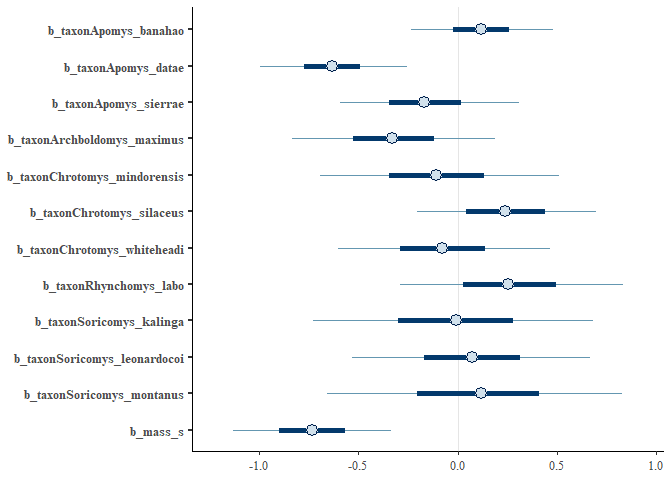 b_taxonApomys_banahao
b_taxonApomys_datae
b_taxonApomys_sierrae
b_taxonArchboldomys_maximus
b_taxonChrotomys_mindorensis
b_taxonChrotomys_silaceus
b_taxonChrotomys_whiteheadi
b_taxonRhynchomys_labo
b_taxonSoricomys_kalinga
b_taxonSoricomys_leonardocoi
b_taxonSoricomys_montanus
b_mass_s
-1.0 -0.5 0.0 0.5 1.0